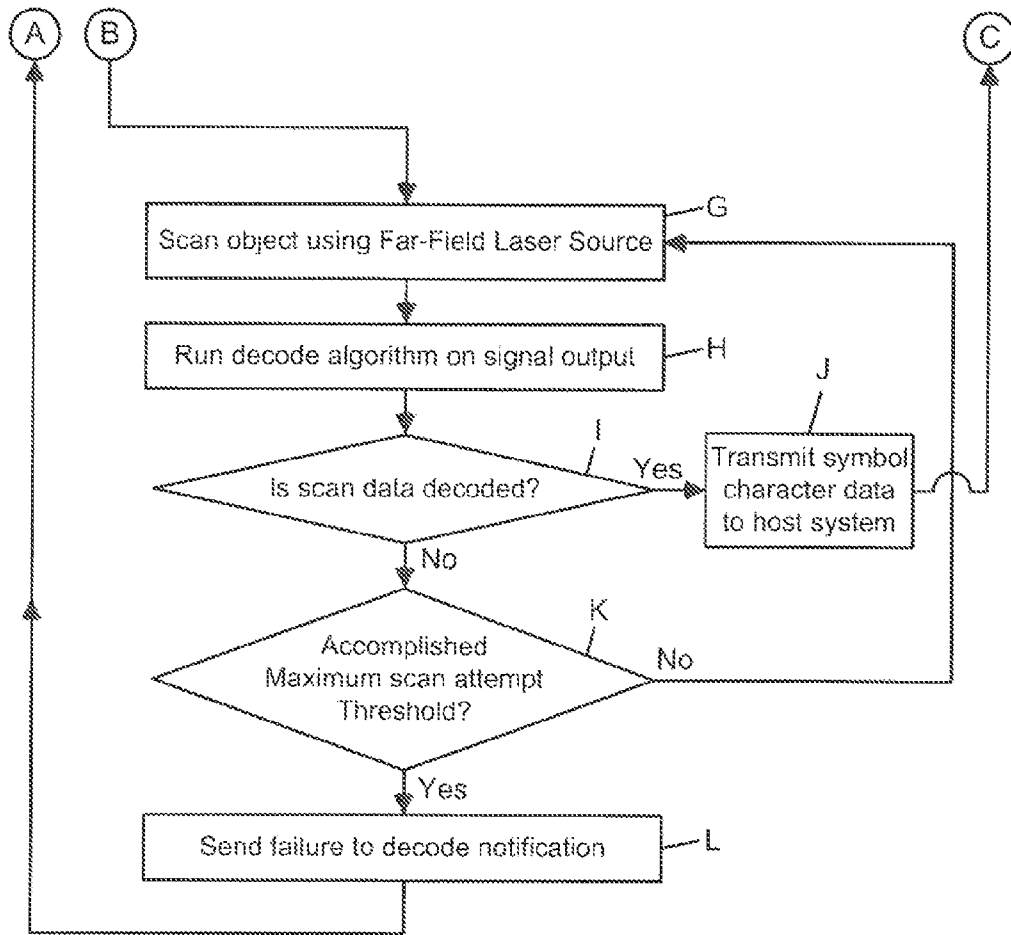 A
B
C
G
Scan object using Far-Field Laser Source
Run decode algorithm on signal output
H
J
I
Yes
Transmit symbol
character data
to host system
Is scan data decoded?
No
K
Accomplished
Maximum scan attempt
Threshold?
No
Yes
Send failure to decode notification
L